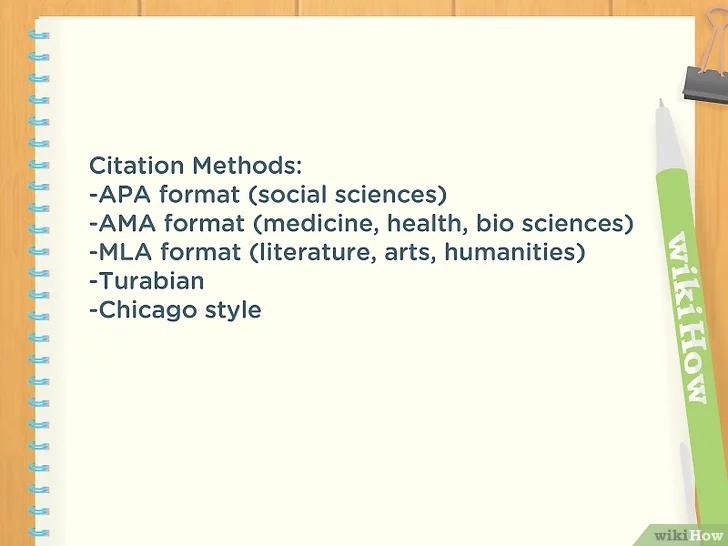 Citation Methods:
-APA format (social sciences)
-AMA format (medicine, health, bio sciences)
-MLA format (literature, arts, humanities)
-Turabian
-Chicago style
wikiHow
wikiHow